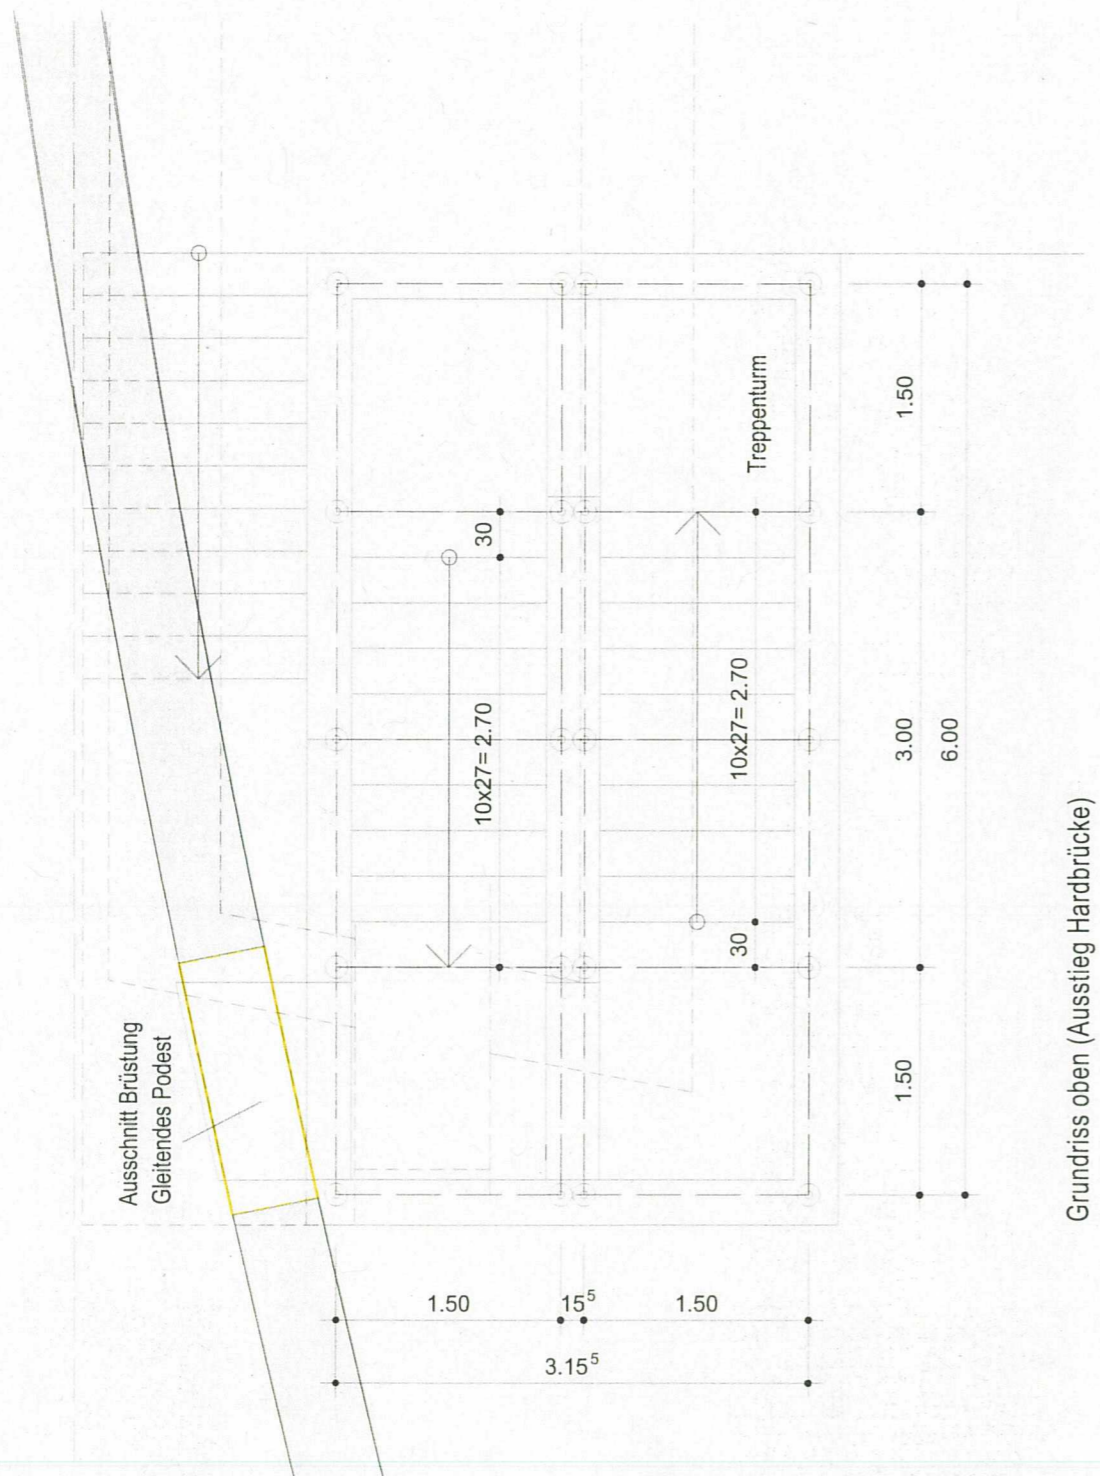 Ausschnitt Brüstung
Gleitendes Podest
30
10x27= 2.70
Treppenturm
10x27= 2.70
30
1.50
3.00
1.50
6.00
1.50
15⁵
1.50
3.15⁵
Grundriss oben (Ausstieg Hardbrücke)